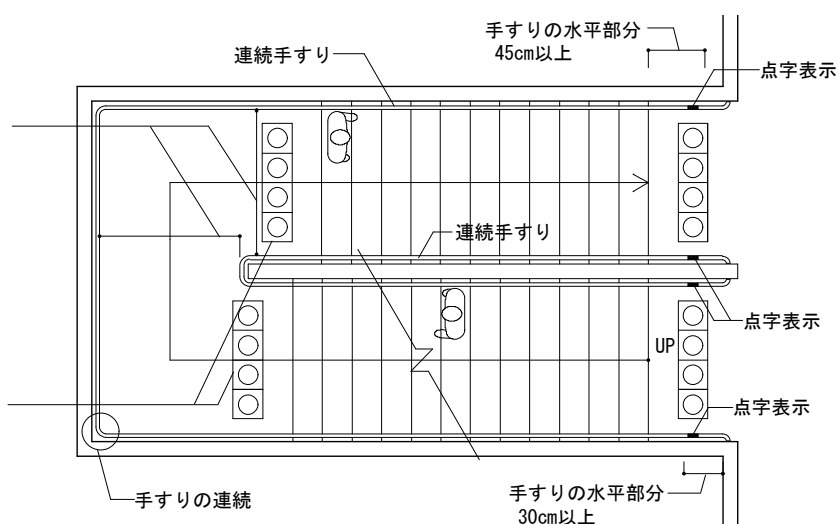 手すりの水平部分
45cm以上
連続手すり
点字表示
連続手すり
点字表示
UP
点字表示
手すりの連続
手すりの水平部分
30cm以上